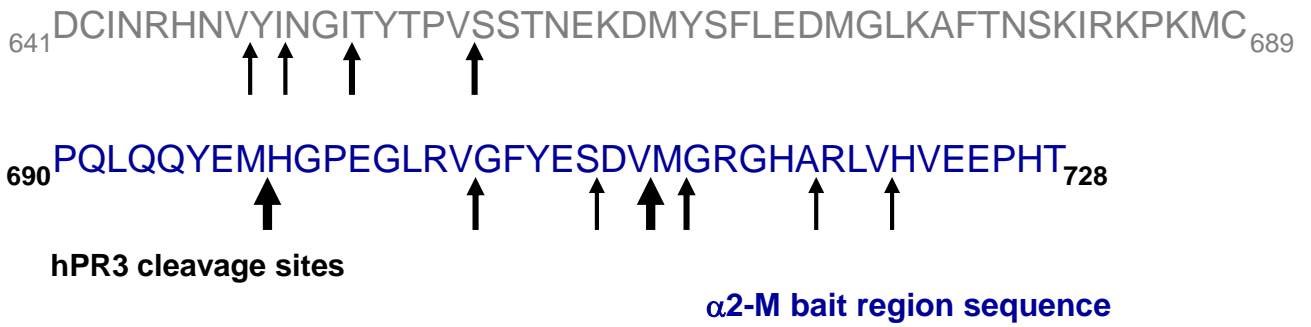 641DCINRHNVYINGITYTPVSSTNEKDMYSFLEDMGLKAFTNSKIRKPKMC689
690PQLQQYEMHGPEGLRVGFYESDVMGRGHARLVHVEEPHT728
hPR3 cleavage sites
α2-M bait region sequence